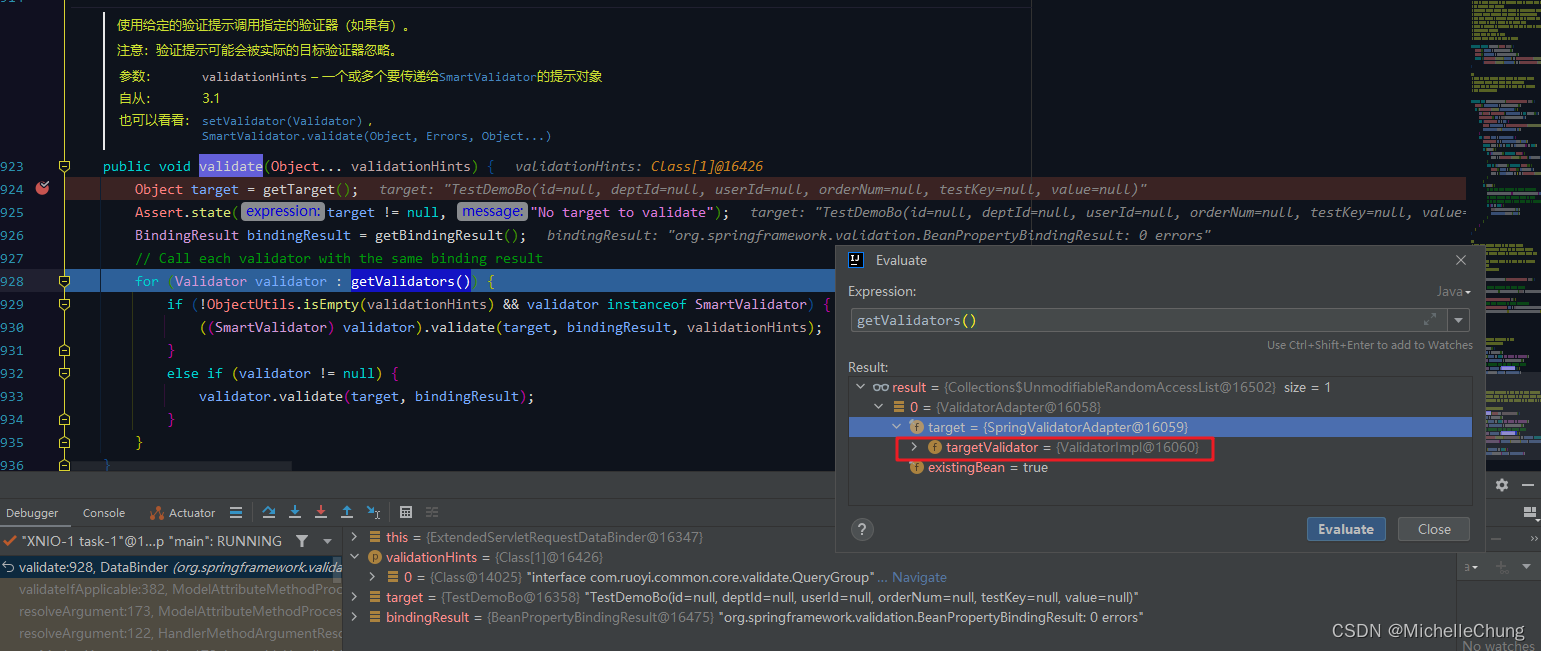 使用给定的验证提示调用指定的验证器（如果有）。
注意：验证提示可能会被实际的目标验证器忽略。
参数: validationHints – 一个或多个要传递给SmartValidator的提示对象
自从: 3.1
也可以看看: setValidator(Validator) ,
SmartValidator.validate(Object, Errors, Object...)
923 public void validate(Object... validationHints) { validationHints: Class[1]@16426
924 Object target = getTarget(); target: "TestDemoBo(id=null, deptId=null, userId=null, orderNum=null, testKey=null, value=null)"
925 Assert.state( expression: target != null, message: "No target to validate"); target: "TestDemoBo(id=null, deptId=null, userId=null, orderNum=null, testKey=null, value=
926 BindingResult bindingResult = getBindingResult(); bindingResult: "org.springframework.validation.BeanPropertyBindingResult: 0 errors"
927 // Call each validator with the same binding result
928 for (Validator validator : getValidators()) {
929 if (!ObjectUtils.isEmpty(validationHints) && validator instanceof SmartValidator) {
930 ((SmartValidator) validator).validate(target, bindingResult, validationHints);
931 }
932 else if (validator != null) {
933 validator.validate(target, bindingResult);
934 }
935 }
936 }
Evaluate
Expression:
Java
getValidators()
Use Ctrl+Shift+Enter to add to Watches
Result:
result = {Collections$UnmodifiableRandomAccessList@16502} size = 1
0 = {ValidatorAdapter@16058}
target = {SpringValidatorAdapter@16059}
targetValidator = {ValidatorImpl@16060}
existingBean = true
? Evaluate Close
Debugger Console Actuator
"XNIO-1 task-1"@1...p "main": RUNNING
validate:928, DataBinder (org.springframework.valida
validateIfApplicable:382, ModelAttributeMethodProc
resolveArgument:173, ModelAttributeMethodProces
resolveArgument:122, HandlerMethodArgumentReso
this = {ExtendedServletRequestDataBinder@16347}
validationHints = {Class[1]@16426}
0 = {Class@14025} "interface com.ruoyi.common.core.validate.QueryGroup" ... Navigate
target = {TestDemoBo@16358} "TestDemoBo(id=null, deptId=null, userId=null, orderNum=null, testKey=null, value=null)"
bindingResult = {BeanPropertyBindingResult@16475} "org.springframework.validation.BeanPropertyBindingResult: 0 errors"
No watches
CSDN @MichelleChung